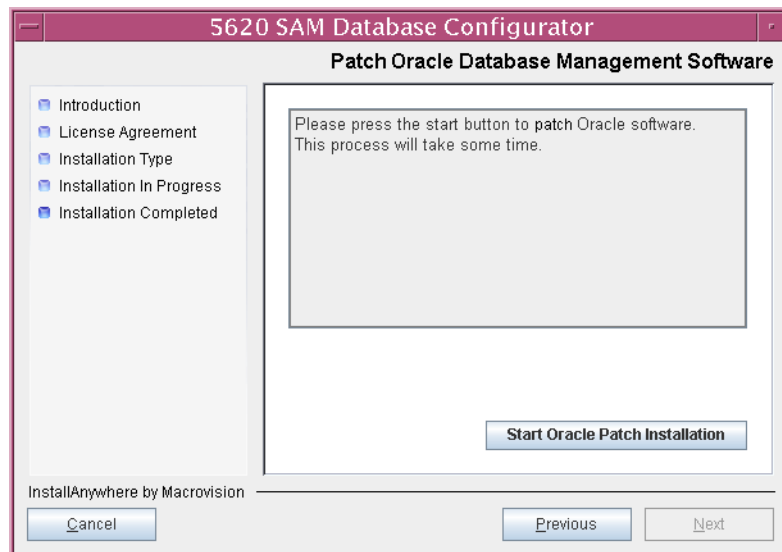 5620 SAM Database Configurator
Patch Oracle Database Management Software
Introduction
License Agreement
Installation Type
Installation In Progress
Installation Completed
Please press the start button to patch Oracle software.
This process will take some time.
Start Oracle Patch Installation
InstallAnywhere by Macrovision
Cancel
Previous
Next